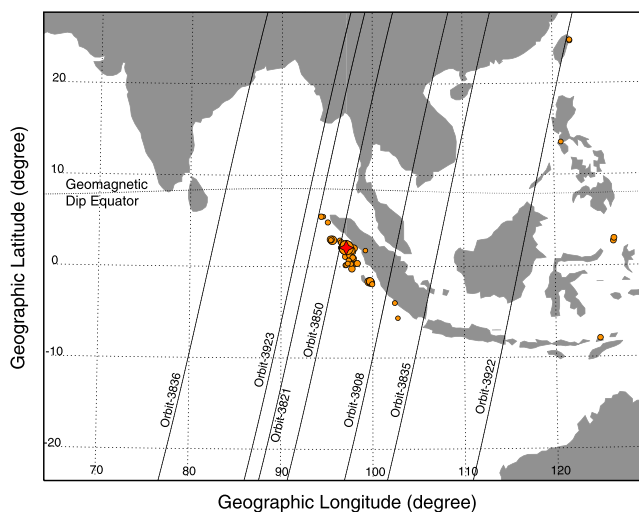 20
10
Geomagnetic
Dip Equator
0
-10
-20
Orbit-3836
Orbit-3923
Orbit-3821
Orbit-3850
Orbit-3908
Orbit-3835
Orbit-3922
70
80
90
100
110
120
Geographic Latitude (degree)
Geographic Longitude (degree)